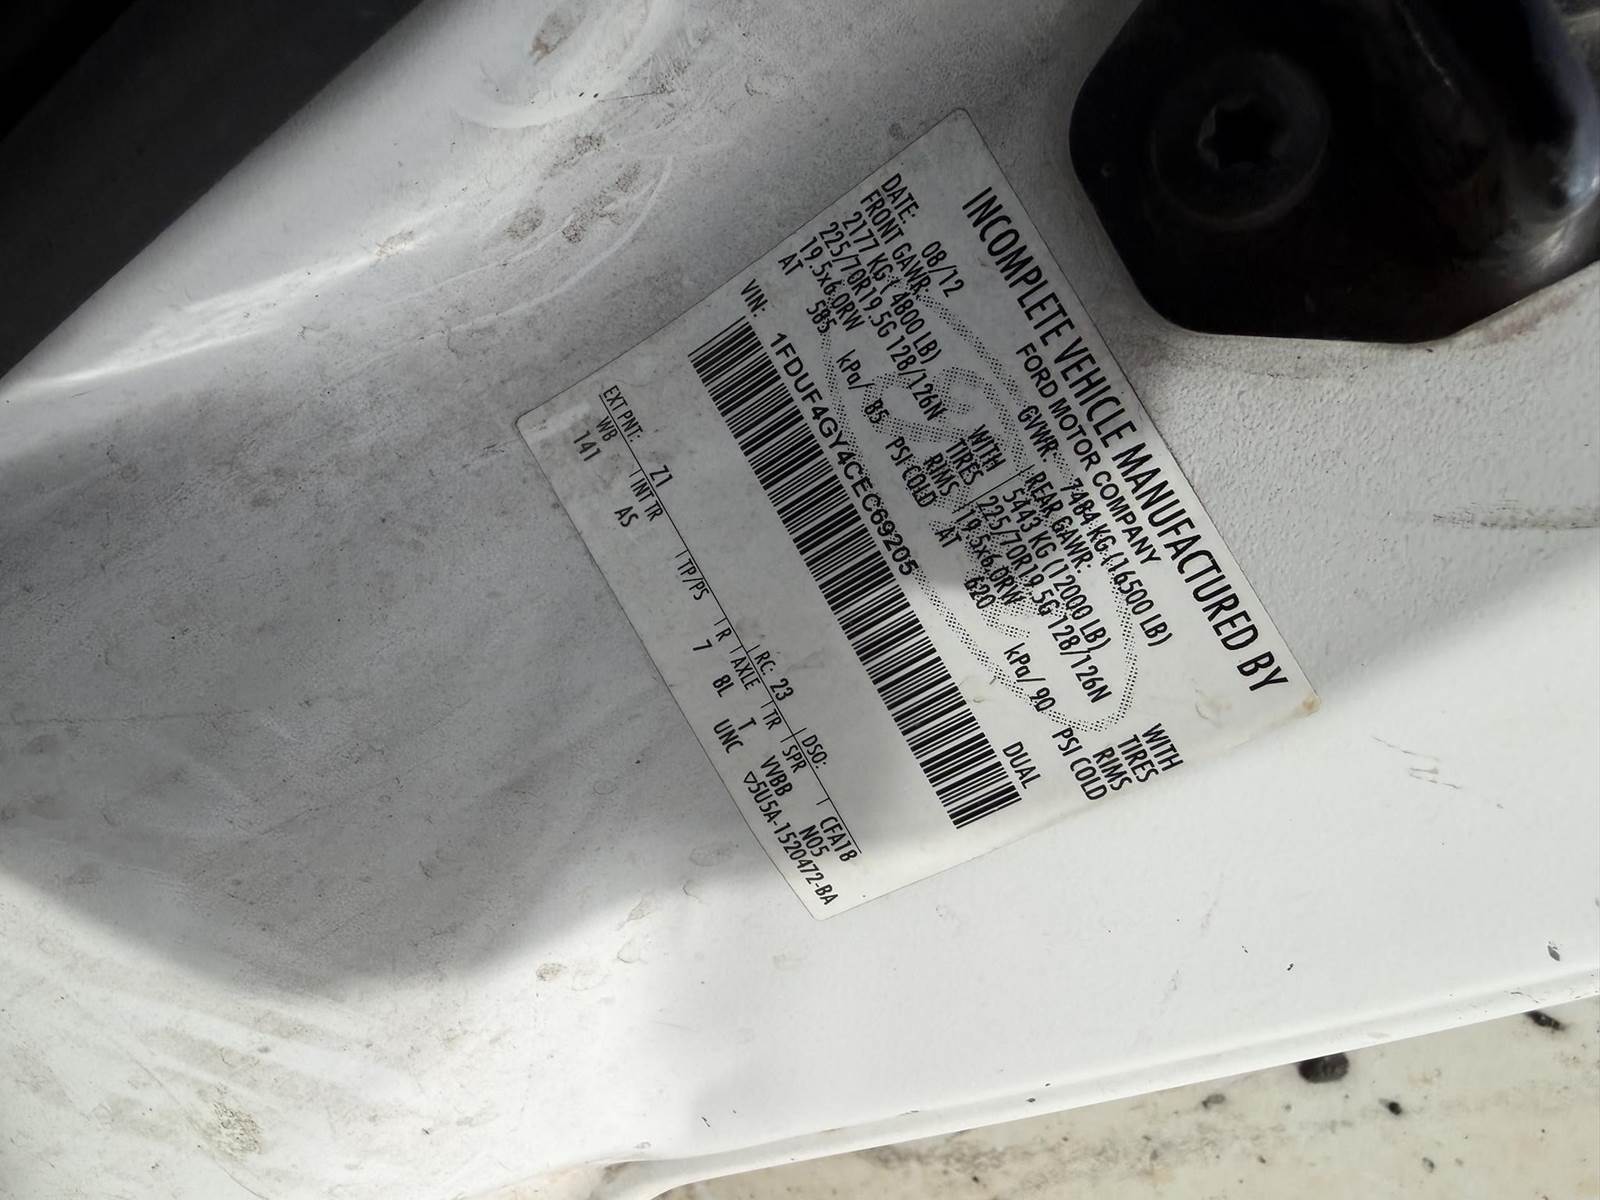 INCOMPLETE VEHICLE MANUFACTURED BY
FORD MOTOR COMPANY
DATE: 08/12 GVWR: 7484 KG (16500 LB)
FRONT GAWR: REAR GAWR:
2177 KG ( 4800 LB) WITH 5443 KG (12000 LB) WITH
225/70R19.5G 128/126N TIRES 225/70R19.5G 128/126N TIRES
19.5x6.0RW RIMS 19.5x6.0RW RIMS
AT 585 kPa/ 85 PSI COLD AT 620 kPa/ 90 PSI COLD
VIN: 1FDUF4GY4CEC69205 DUAL
EXT PNT: Z1 RC: 23 DSO: CFA18
WB INT TR TP/PS R AXLE TR SPR N05
141 AS 7 8L T VVBB
UNC ▽5U5A-1520472-BA